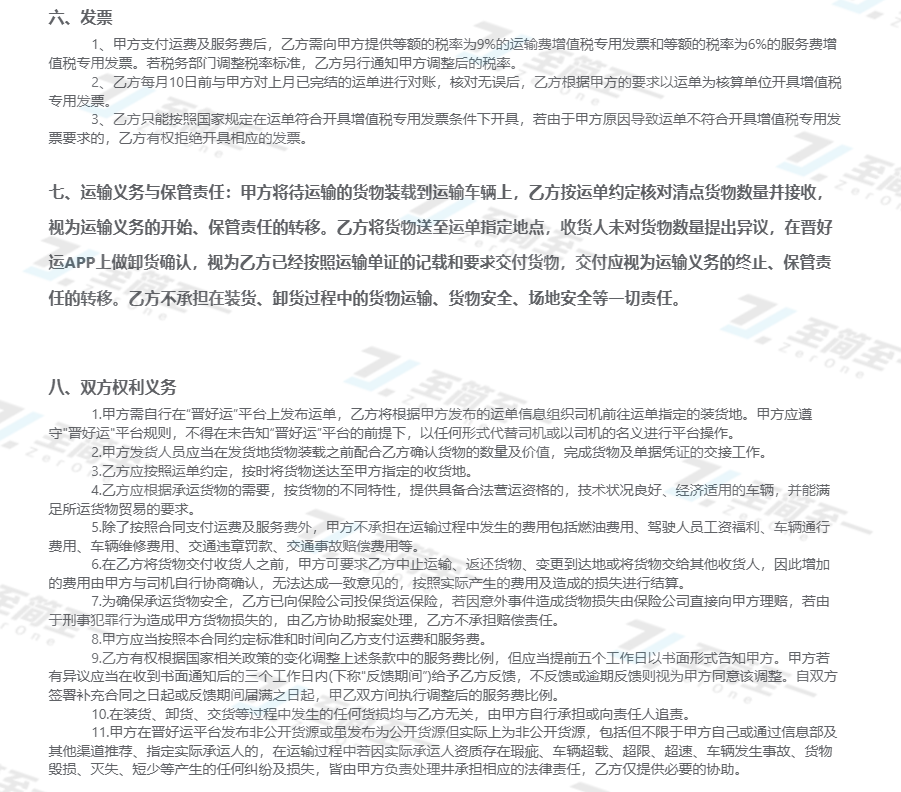 六、发票
1、甲方支付运费及服务费后，乙方需向甲方提供等额的税率为9%的运输费增值税专用发票和等额的税率为6%的服务费增
值税专用发票。若税务部门调整税率标准，乙方另行通知甲方调整后的税率。
2、乙方每月10日前与甲方对上月已完结的运单进行对账，核对无误后，乙方根据甲方的要求以运单为核算单位开具增值税
专用发票。
3、乙方只能按照国家规定在运单符合开具增值税专用发票条件下开具，若由于甲方原因导致运单不符合开具增值税专用发
票要求的，乙方有权拒绝开具相应的发票。
七、运输义务与保管责任：甲方将待运输的货物装载到运输车辆上，乙方按运单约定核对清点货物数量并接收，
视为运输义务的开始、保管责任的转移。乙方将货物送至运单指定地点，收货人未对货物数量提出异议，在晋好
运APP上做卸货确认，视为乙方已经按照运输单证的记载和要求交付货物，交付应视为运输义务的终止、保管责
任的转移。乙方不承担在装货、卸货过程中的货物运输、货物安全、场地安全等一切责任。
八、双方权利义务
1.甲方需自行在“晋好运”平台上发布运单，乙方将根据甲方发布的运单信息组织司机前往运单指定的装货地。甲方应遵
守"晋好运"平台规则，不得在未告知“晋好运”平台的前提下，以任何形式代替司机或以司机的名义进行平台操作。
2.甲方发货人员应当在发货地货物装载之前配合乙方确认货物的数量及价值，完成货物及单据凭证的交接工作。
3.乙方应按照运单约定，按时将货物送达至甲方指定的收货地。
4.乙方应根据承运货物的需要，按货物的不同特性，提供具备合法营运资格的，技术状况良好、经济适用的车辆，并能满
足所运货物贸易的要求。
5.除了按照合同支付运费及服务费外，甲方不承担在运输过程中发生的费用包括燃油费用、驾驶人员工资福利、车辆通行
费用、车辆维修费用、交通违章罚款、交通事故赔偿费用等。
6.在乙方将货物交付收货人之前，甲方可要求乙方中止运输、返还货物、变更到达地或将货物交给其他收货人，因此增加
的费用由甲方与司机自行协商确认，无法达成一致意见的，按照实际产生的费用及造成的损失进行结算。
7.为确保承运货物安全，乙方已向保险公司投保货运保险，若因意外事件造成货物损失由保险公司直接向甲方理赔，若由
于刑事犯罪行为造成甲方货物损失的，由乙方协助报案处理，乙方不承担赔偿责任。
8.甲方应当按照本合同约定标准和时间向乙方支付运费和服务费。
9.乙方有权根据国家相关政策的变化调整上述条款中的服务费比例，但应当提前五个工作日以书面形式告知甲方。甲方若
有异议应当在收到书面通知后的三个工作日内(下称“反馈期间”)给予乙方反馈，不反馈或逾期反馈则视为甲方同意该调整。自双方
签署补充合同之日起或反馈期间届满之日起，甲乙双方间执行调整后的服务费比例。
10.在装货、卸货、交货等过程中发生的任何货损均与乙方无关，由甲方自行承担或向责任人追责。
11.甲方在晋好运平台发布非公开货源或虽发布为公开货源但实际上为非公开货源，包括但不限于甲方自己或通过信息部及
其他渠道推荐、指定实际承运人的，在运输过程中若因实际承运人资质存在瑕疵、车辆超载、超限、超速、车辆发生事故、货物
毁损、灭失、短少等产生的任何纠纷及损失，皆由甲方负责处理并承担相应的法律责任，乙方仅提供必要的协助。